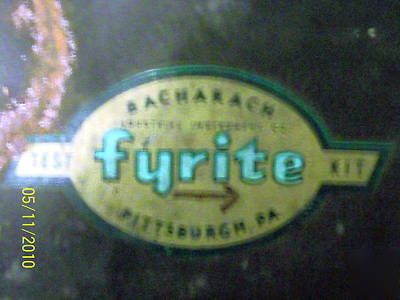 BACHARACH
INDUSTRIAL INSTRUMENT CO.
TEST fyrite KIT
PITTSBURGH PA
05/11/2010